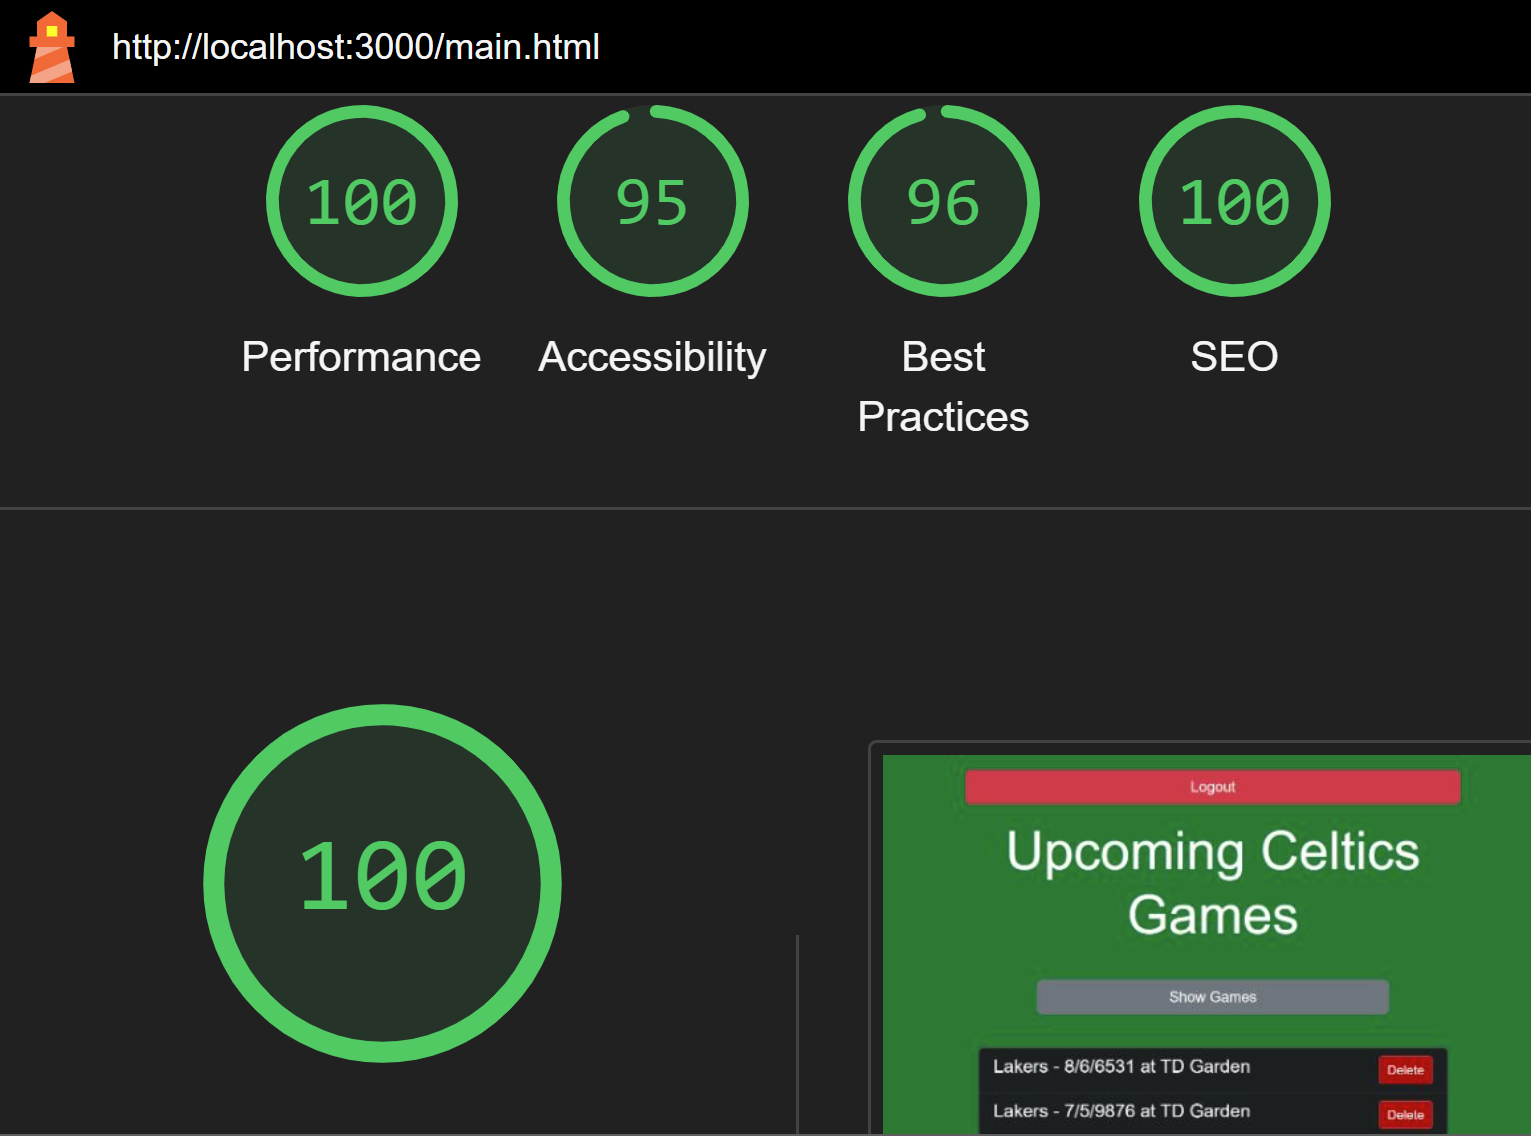 http://localhost:3000/main.html
100
95
96
100
Performance
Accessibility
Best
Practices
SEO
100
Logout
Upcoming Celtics
Games
Show Games
Lakers - 8/6/6531 at TD Garden
Delete
Lakers - 7/5/9876 at TD Garden
Delete